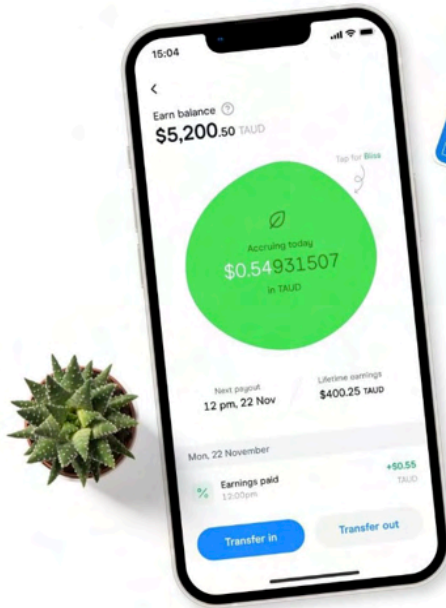 15:04
Earn balance ?
$5,200.50 TAUD
Tap for Bliss
Accruing today
$0.54931507
in TAUD
Next payout
12 pm, 22 Nov
Lifetime earnings
$400.25 TAUD
Mon, 22 November
% Earnings paid
12:00pm
+$0.55
TAUD
Transfer in
Transfer out